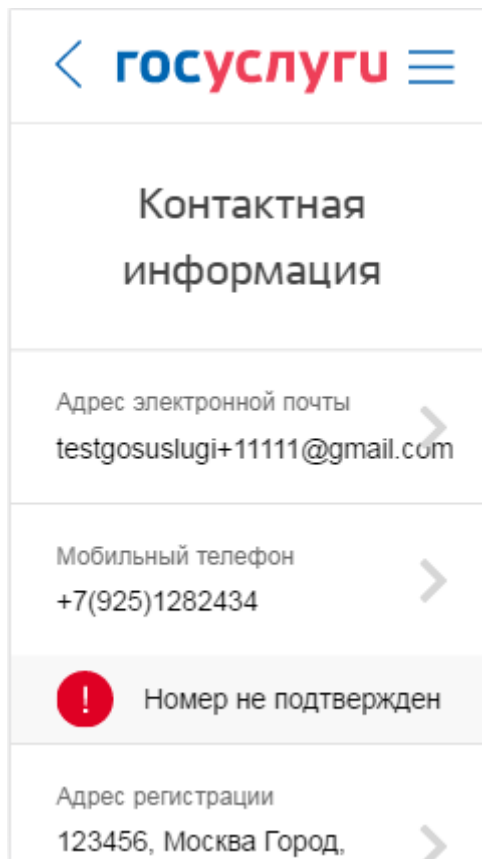 госуслуги
Контактная
информация
Адрес электронной почты
testgosuslugi+11111@gmail.com
Мобильный телефон
+7(925)1282434
! Номер не подтвержден
Адрес регистрации
123456, Москва Город,